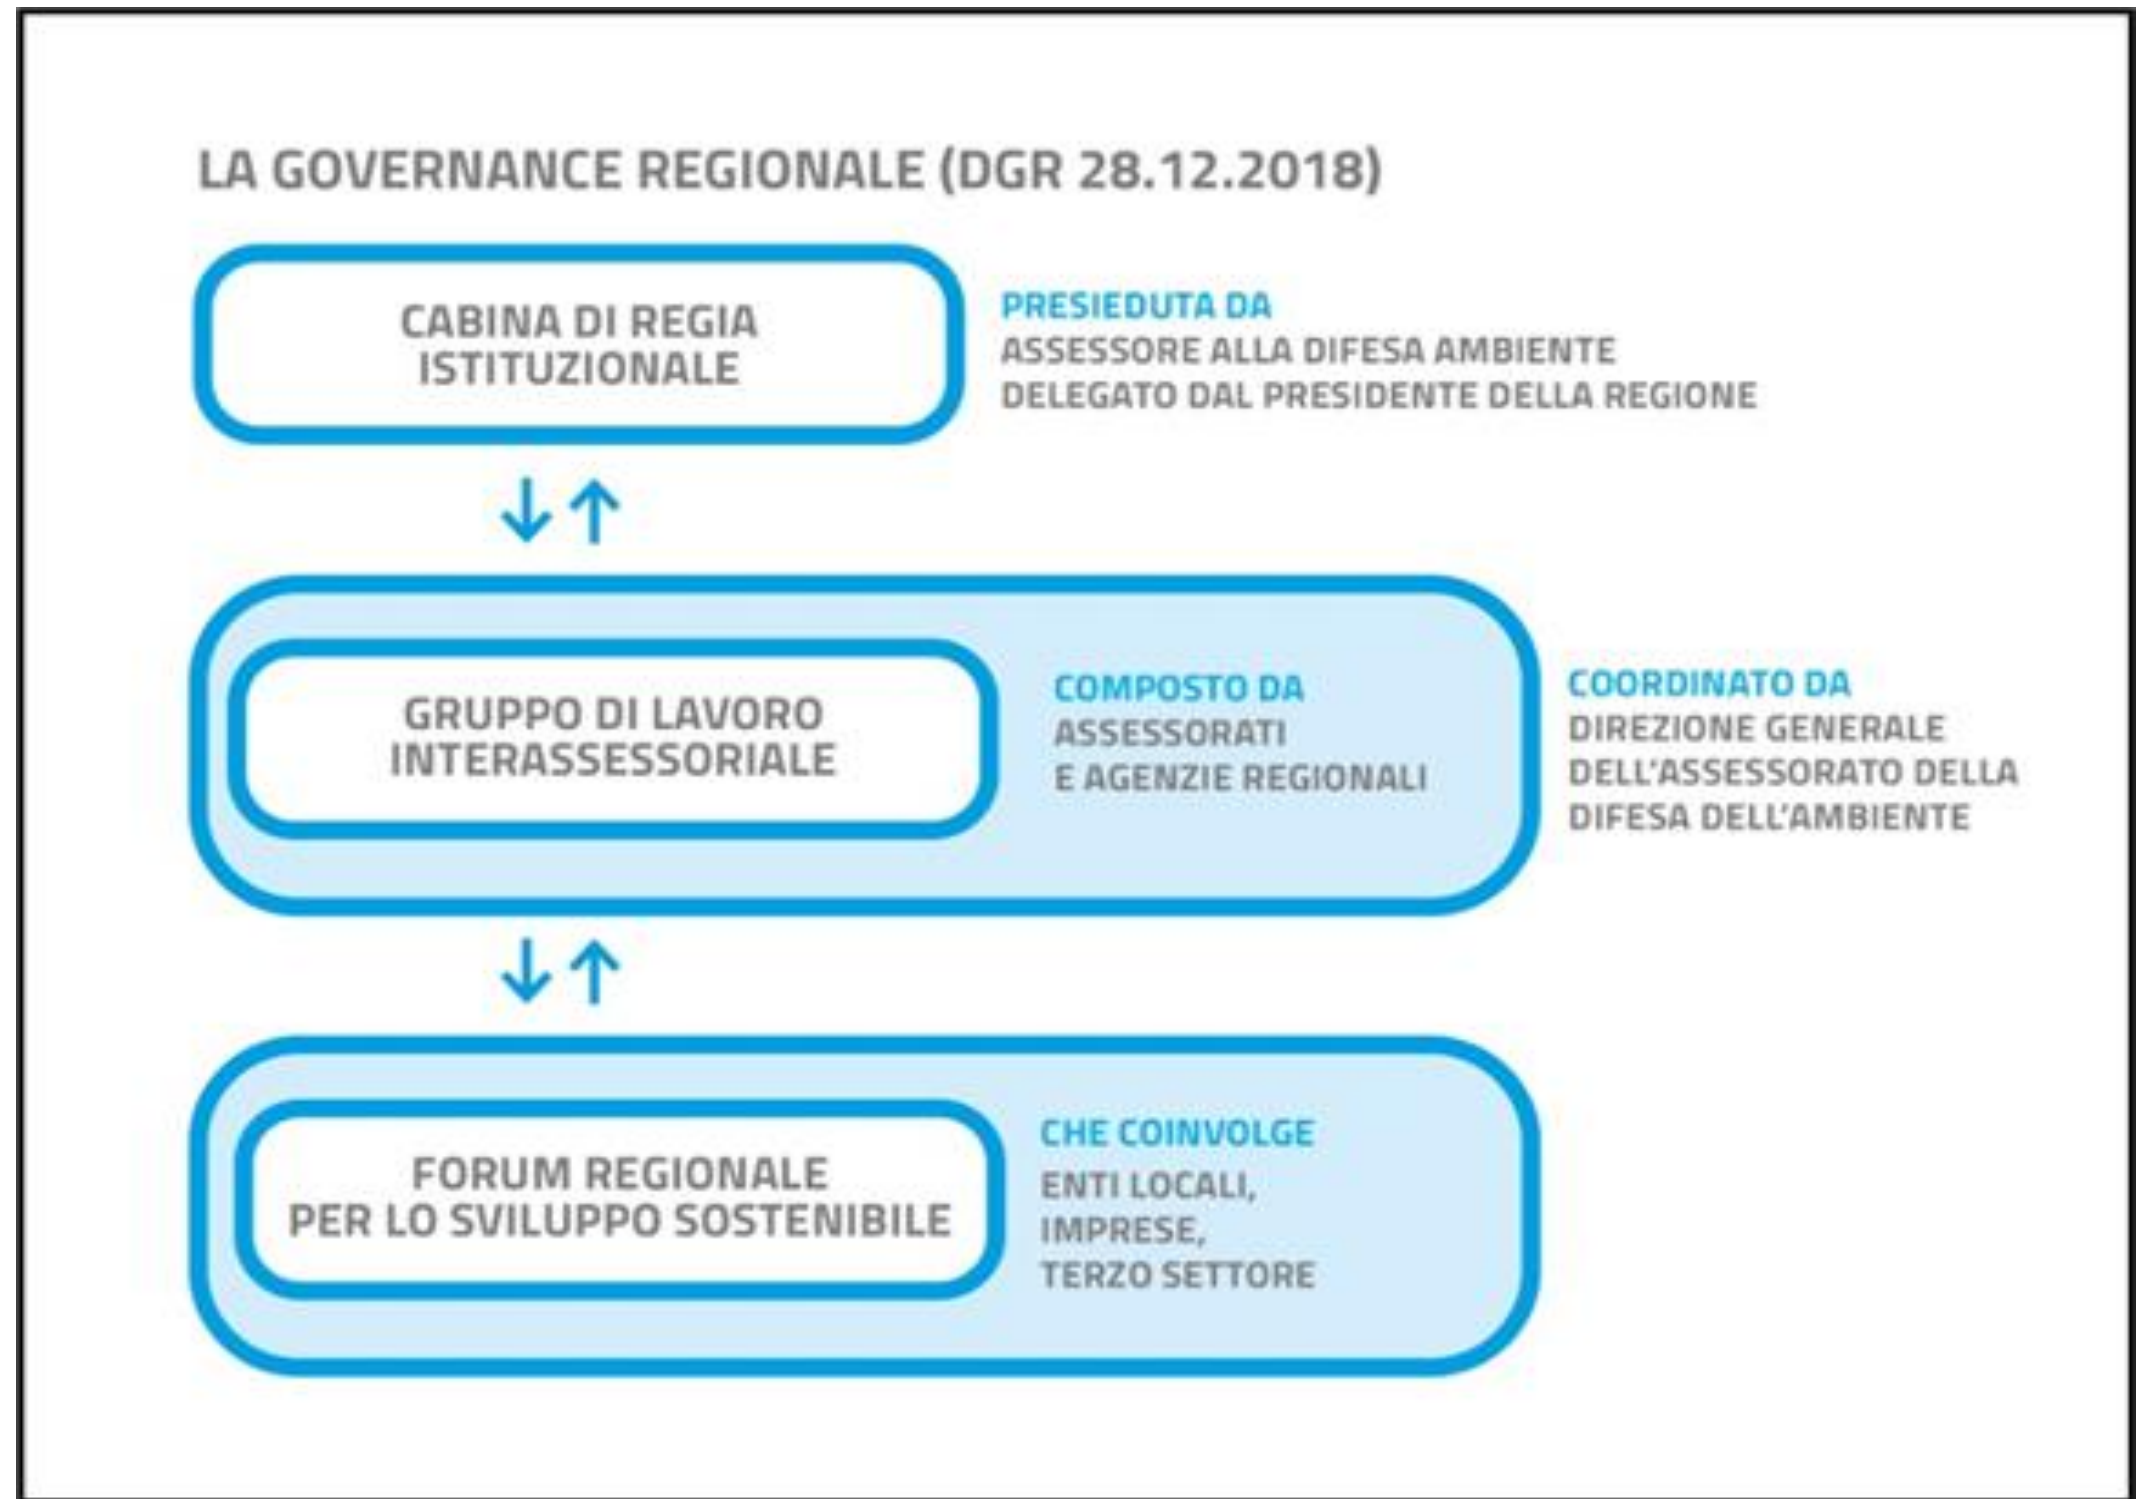 LA GOVERNANCE REGIONALE (DGR 28.12.2018)
CABINA DI REGIA
ISTITUZIONALE
PRESIEDUTA DA
ASSESSORE ALLA DIFESA AMBIENTE
DELEGATO DAL PRESIDENTE DELLA REGIONE
GRUPPO DI LAVORO
INTERASSESSORIALE
COMPOSTO DA
ASSESSORATI
E AGENZIE REGIONALI
COORDINATO DA
DIREZIONE GENERALE
DELL'ASSESSORATO DELLA
DIFESA DELL'AMBIENTE
FORUM REGIONALE
PER LO SVILUPPO SOSTENIBILE
CHE COINVOLGE
ENTI LOCALI,
IMPRESE,
TERZO SETTORE